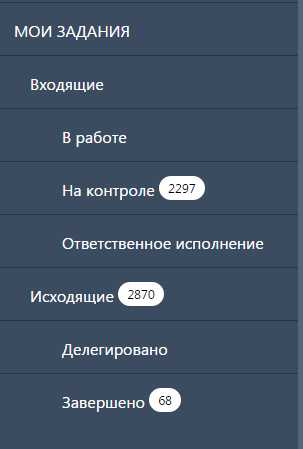 МОИ ЗАДАНИЯ
Входящие
В работе
На контроле 2297
Ответственное исполнение
Исходящие 2870
Делегировано
Завершено 68